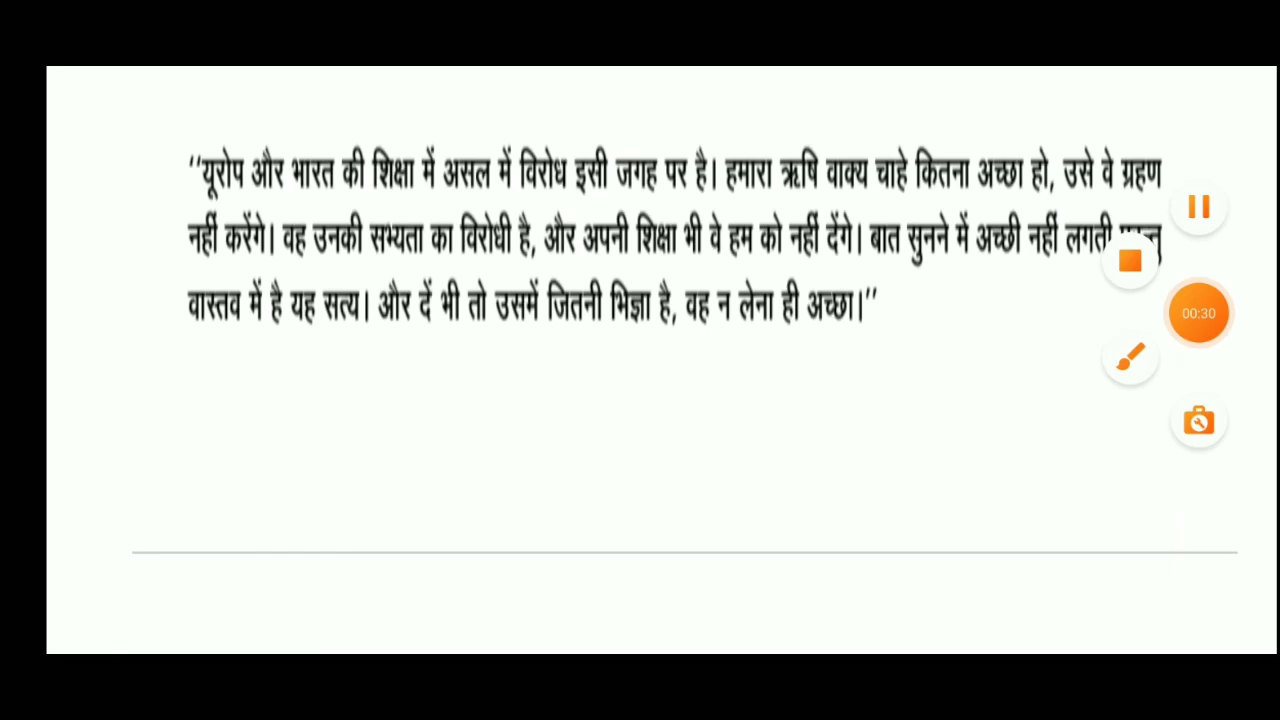 ‘‘यूरोप और भारत की शिक्षा में असल में विरोध इसी जगह पर है। हमारा ऋषि वाक्य चाहे कितना अच्छा हो, उसे वे ग्रहण
नहीं करेंगे। वह उनकी सभ्यता का विरोधी है, और अपनी शिक्षा भी वे हम को नहीं देंगे। बात सुनने में अच्छी नहीं लगती
वास्तव में है यह सत्य। और दें भी तो उसमें जितनी भिज्ञा है, वह न लेना ही अच्छा।’’
00:30